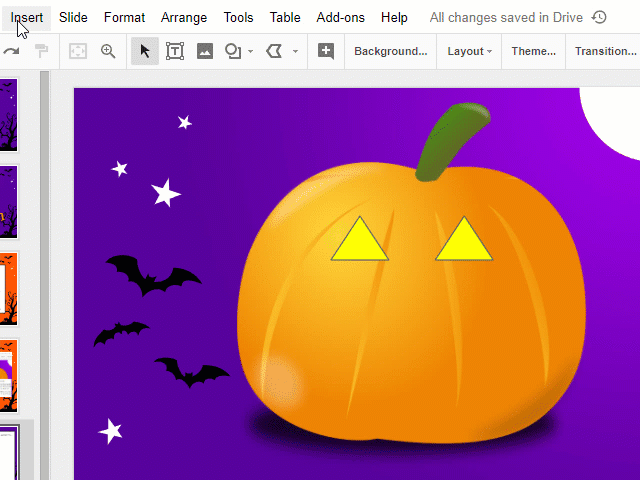 Insert Slide Format Arrange Tools Table Add-ons Help All changes saved in Drive
Background... Layout Theme... Transition...